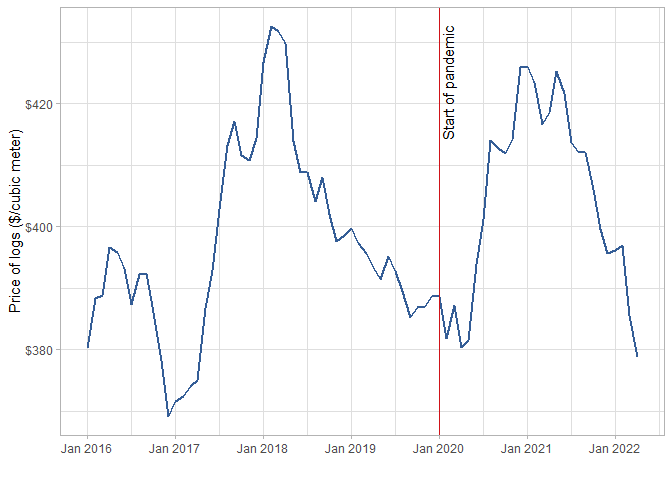 Price of logs ($/cubic meter)
$420
$400
$380
Start of pandemic
Jan 2016 Jan 2017 Jan 2018 Jan 2019 Jan 2020 Jan 2021 Jan 2022